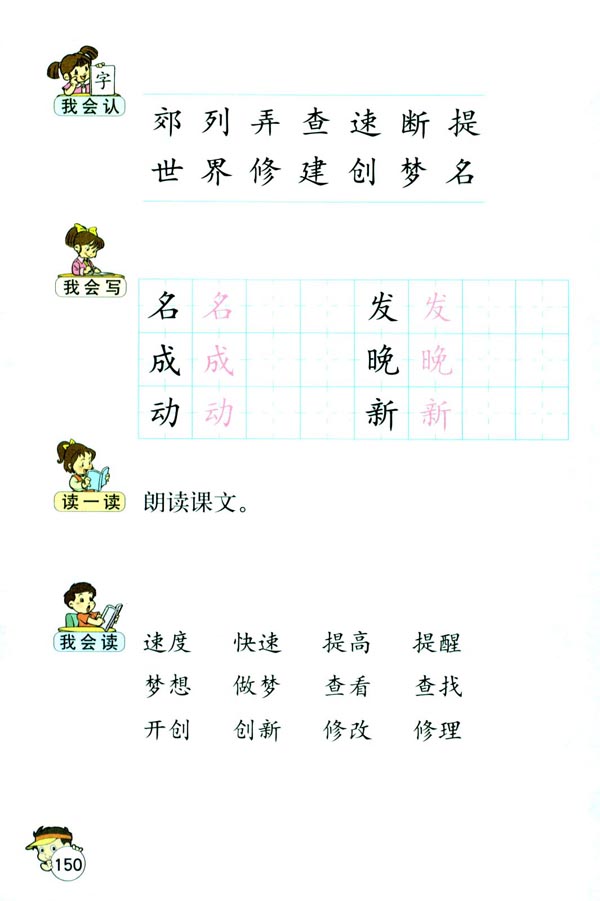 字
我会认
郊 列 弄 查 速 断 提
世 界 修 建 创 梦 名
我会写
名 名 发 发
成 成 晚 晚
动 动 新 新
读一读 朗读课文。
我会读 速度 快速 提高 提醒
梦想 做梦 查看 查找
开创 创新 修改 修理
150